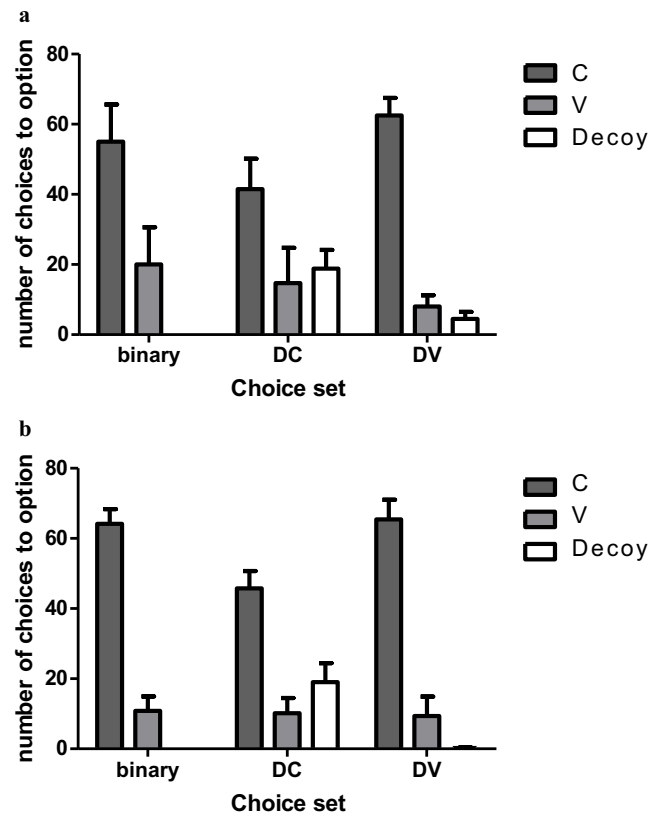 a
number of choices to option
80
60
40
20
0
binary DC DV
Choice set
C
V
Decoy
b
number of choices to option
80
60
40
20
0
binary DC DV
Choice set
C
V
Decoy